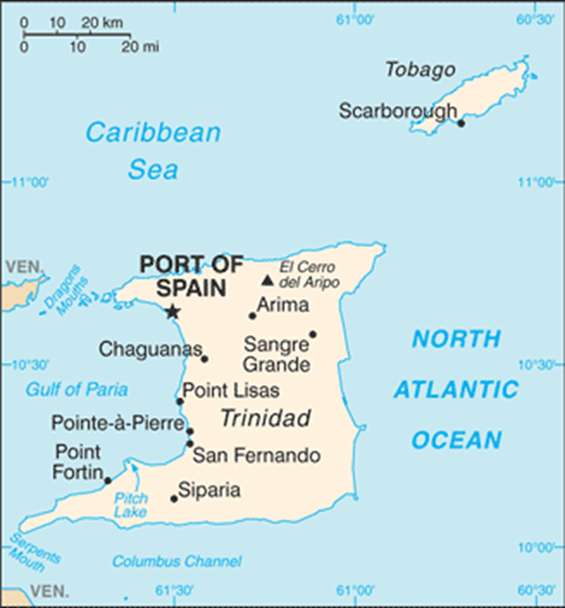 0 10 20 km
0 10 20 mi
61°00'
60°30'
Tobago
Scarborough
Caribbean
Sea
11°00'
11°00'
VEN.
Dragons
Mouths
PORT OF
SPAIN
El Cerro
del Aripo
Arima
Sangre
Grande
Chaguanas
NORTH
ATLANTIC
OCEAN
10°30'
10°30'
Gulf of Paria
Point Lisas
Trinidad
Pointe-à-Pierre
San Fernando
Point
Fortin
Pitch
Lake
Siparia
Serpents
Mouth
Columbus Channel
10°00'
VEN.
61°30'
61°00'
60°30'